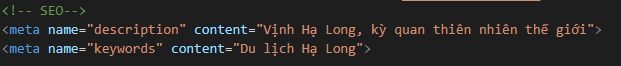 <!-- SEO-->
<meta name="description" content="Vịnh Hạ Long, kỳ quan thiên nhiên thế giới">
<meta name="keywords" content="Du lịch Hạ Long">